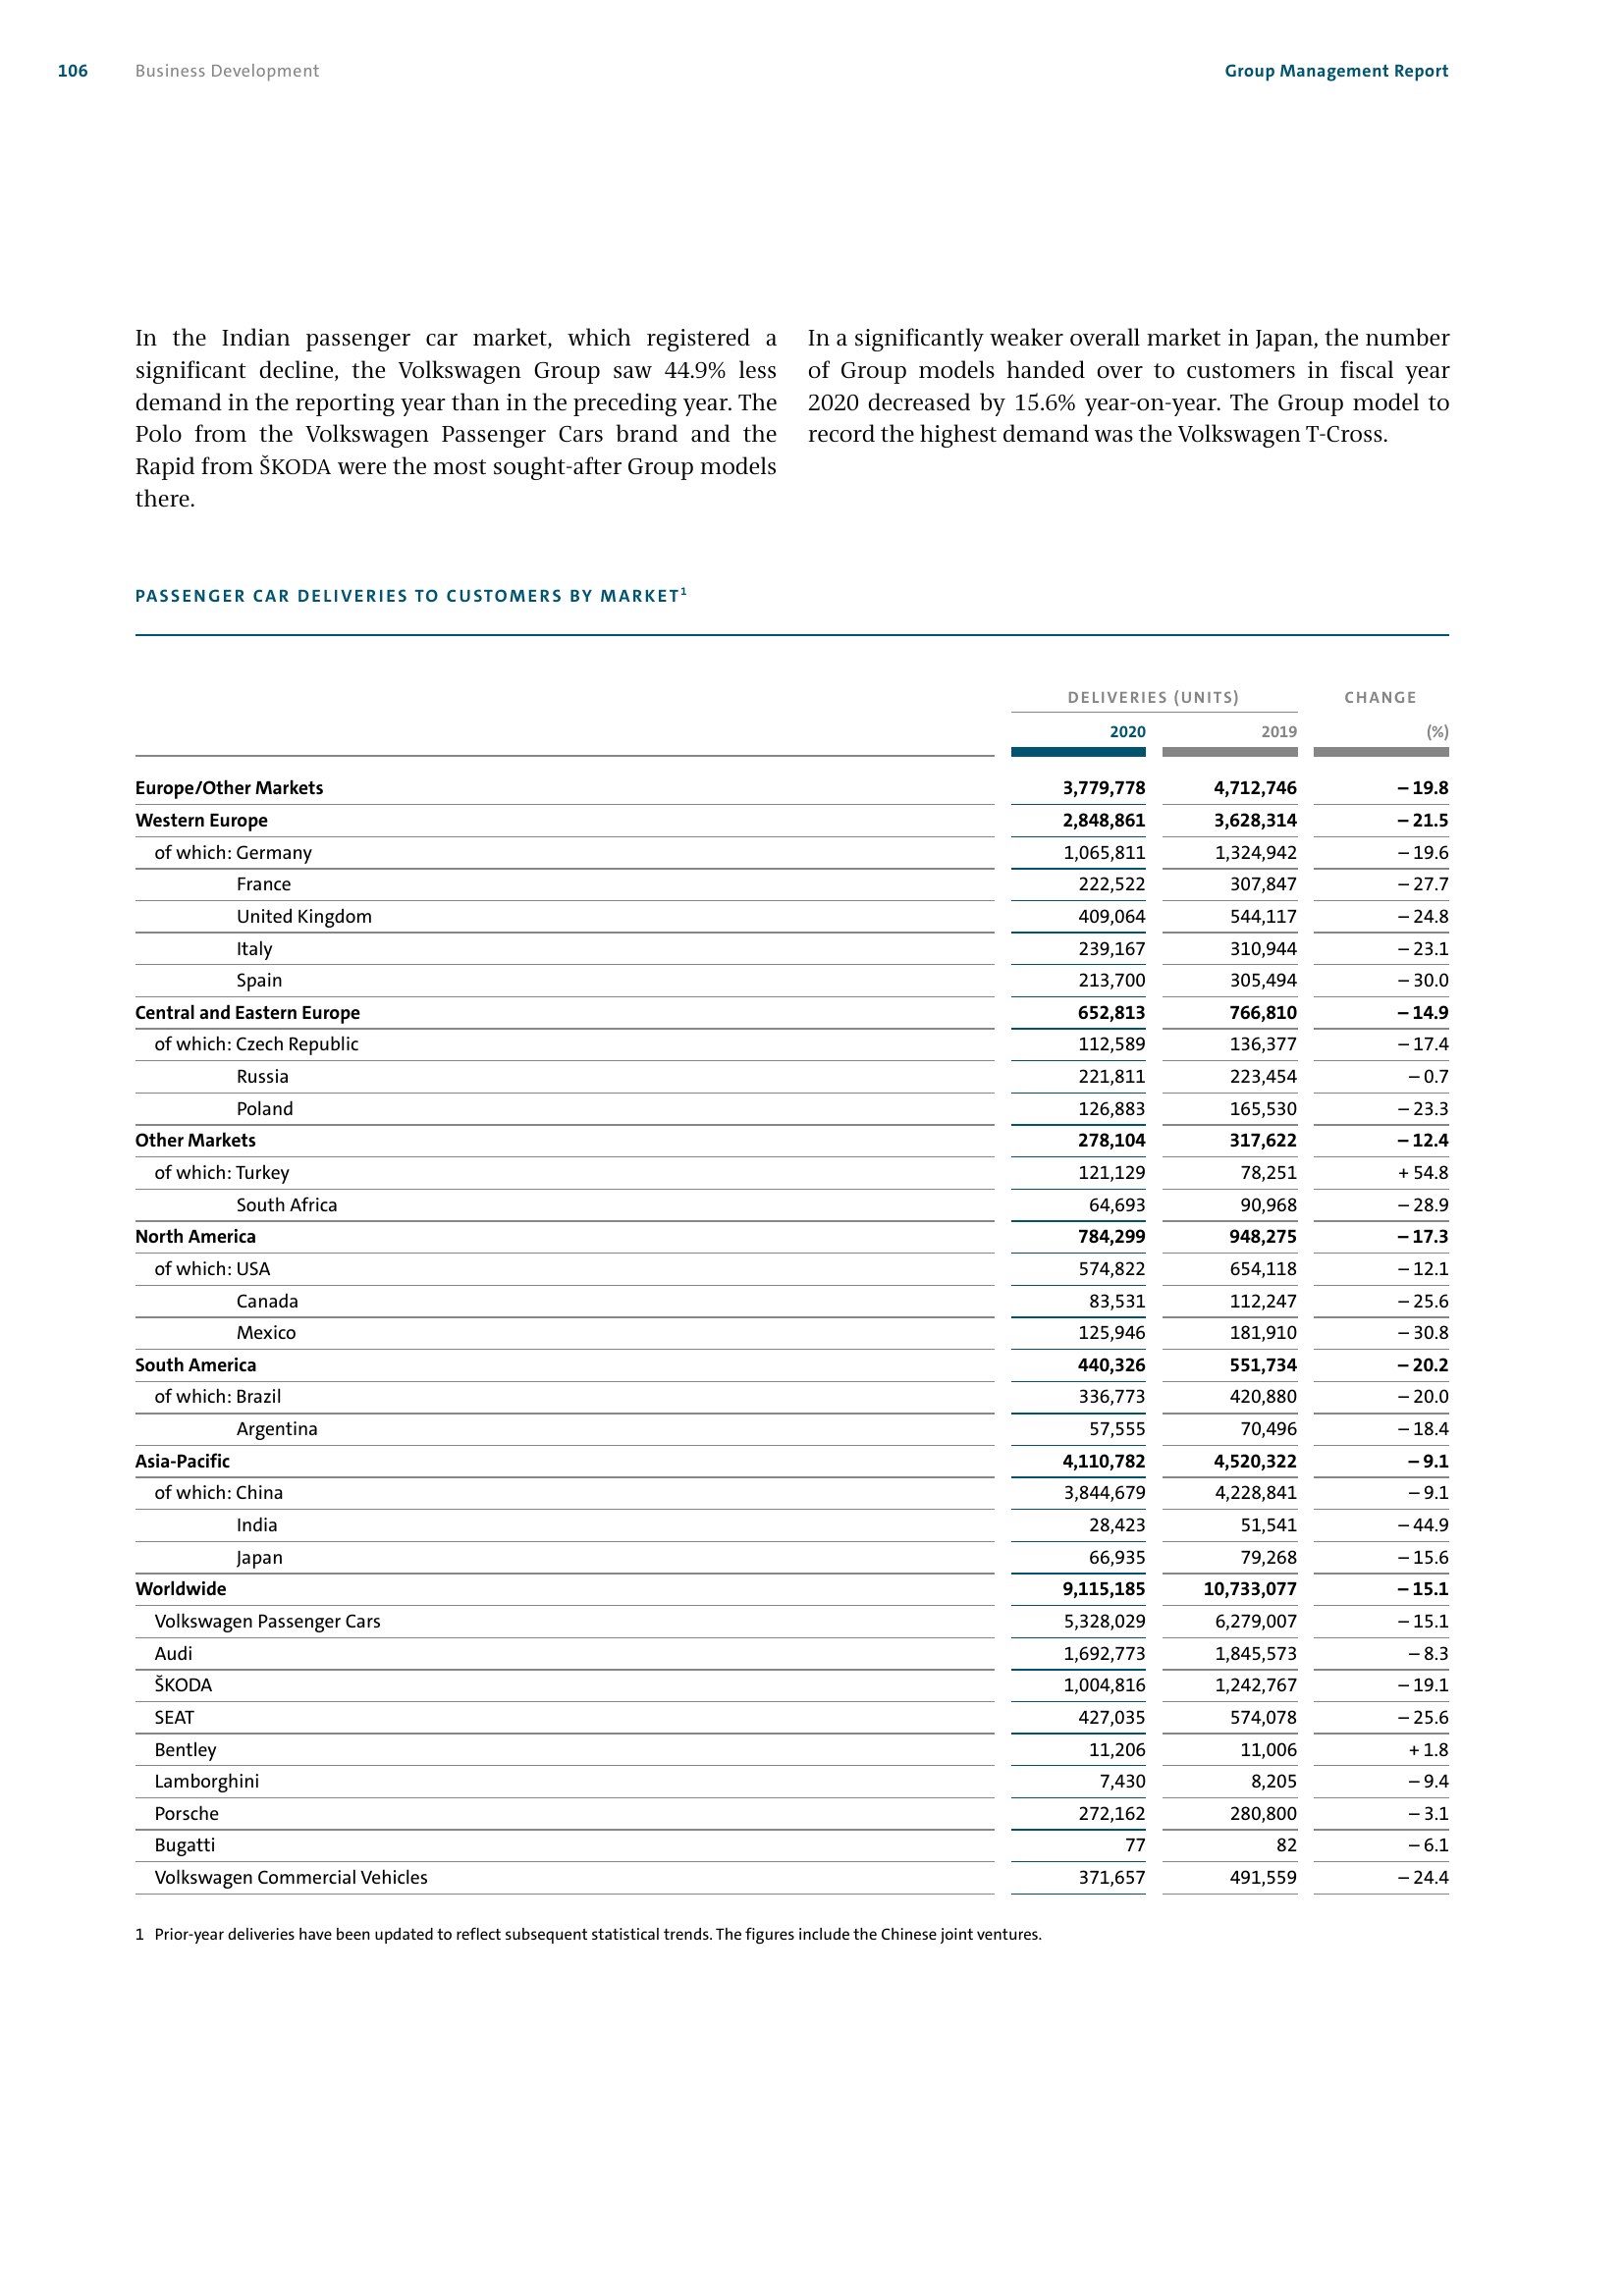 106 Business Development Group Management Report
In the Indian passenger car market, which registered a
significant decline, the Volkswagen Group saw 44.9% less
demand in the reporting year than in the preceding year. The
Polo from the Volkswagen Passenger Cars brand and the
Rapid from ŠKODA were the most sought-after Group models
there.
In a significantly weaker overall market in Japan, the number
of Group models handed over to customers in fiscal year
2020 decreased by 15.6% year-on-year. The Group model to
record the highest demand was the Volkswagen T-Cross.
PASSENGER CAR DELIVERIES TO CUSTOMERS BY MARKET¹
DELIVERIES (UNITS) CHANGE
2020 2019 (%)
Europe/Other Markets 3,779,778 4,712,746 – 19.8
Western Europe 2,848,861 3,628,314 – 21.5
of which: Germany 1,065,811 1,324,942 – 19.6
France 222,522 307,847 – 27.7
United Kingdom 409,064 544,117 – 24.8
Italy 239,167 310,944 – 23.1
Spain 213,700 305,494 – 30.0
Central and Eastern Europe 652,813 766,810 – 14.9
of which: Czech Republic 112,589 136,377 – 17.4
Russia 221,811 223,454 – 0.7
Poland 126,883 165,530 – 23.3
Other Markets 278,104 317,622 – 12.4
of which: Turkey 121,129 78,251 + 54.8
South Africa 64,693 90,968 – 28.9
North America 784,299 948,275 – 17.3
of which: USA 574,822 654,118 – 12.1
Canada 83,531 112,247 – 25.6
Mexico 125,946 181,910 – 30.8
South America 440,326 551,734 – 20.2
of which: Brazil 336,773 420,880 – 20.0
Argentina 57,555 70,496 – 18.4
Asia-Pacific 4,110,782 4,520,322 – 9.1
of which: China 3,844,679 4,228,841 – 9.1
India 28,423 51,541 – 44.9
Japan 66,935 79,268 – 15.6
Worldwide 9,115,185 10,733,077 – 15.1
Volkswagen Passenger Cars 5,328,029 6,279,007 – 15.1
Audi 1,692,773 1,845,573 – 8.3
ŠKODA 1,004,816 1,242,767 – 19.1
SEAT 427,035 574,078 – 25.6
Bentley 11,206 11,006 + 1.8
Lamborghini 7,430 8,205 – 9.4
Porsche 272,162 280,800 – 3.1
Bugatti 77 82 – 6.1
Volkswagen Commercial Vehicles 371,657 491,559 – 24.4
1 Prior-year deliveries have been updated to reflect subsequent statistical trends. The figures include the Chinese joint ventures.